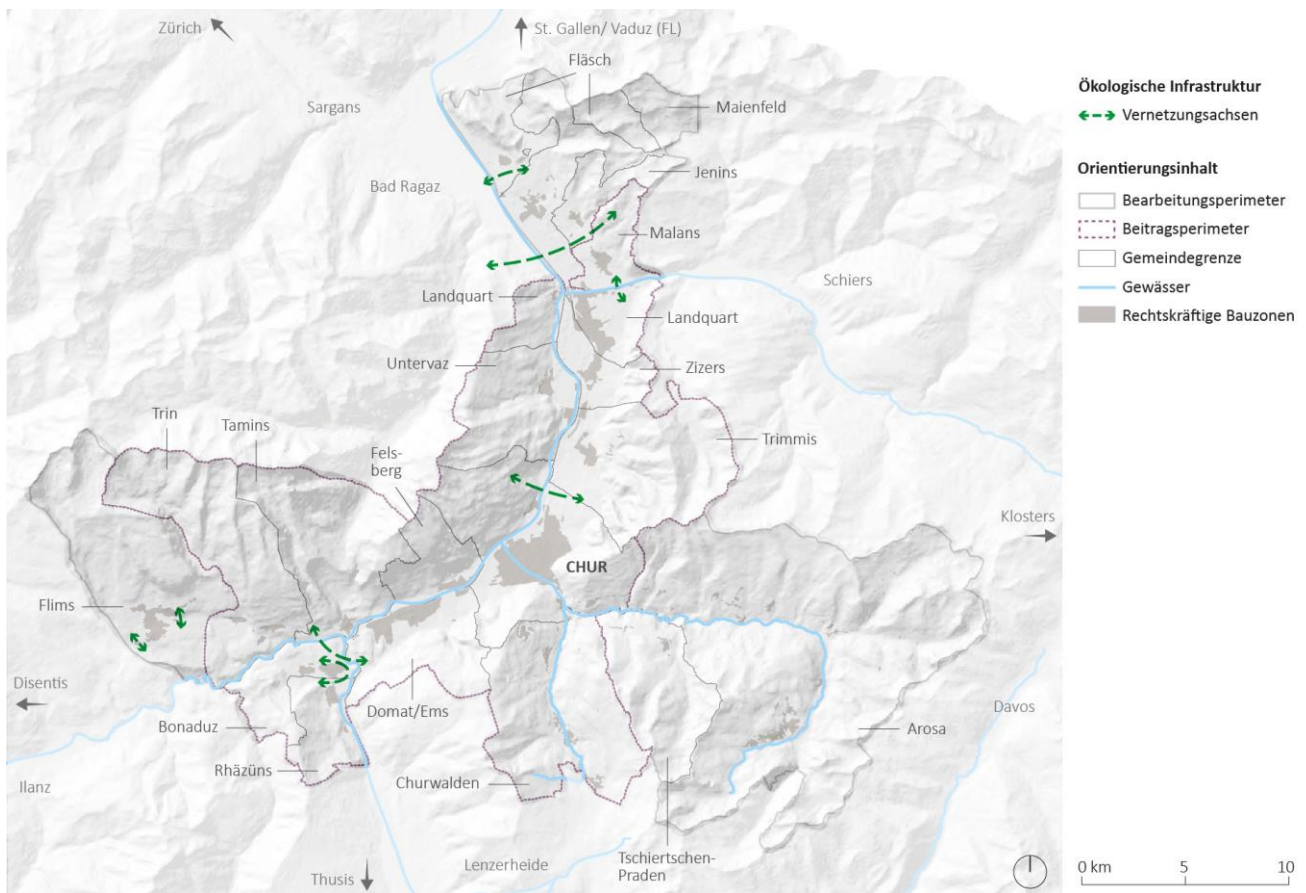 Zürich
St. Gallen/ Vaduz (FL)
Fläsch
Sargans
Maienfeld
Bad Ragaz
Jenins
Malans
Landquart
Schiers
Landquart
Untervaz
Zizers
Trin
Tamins
Fels-
berg
Trimmis
Klosters
CHUR
Flims
Disentis
Bonaduz
Domat/Ems
Davos
Arosa
Rhäzüns
Churwalden
Ilanz
Lenzerheide
Tschiertschen-
Praden
Thusis
Ökologische Infrastruktur
Vernetzungsachsen
Orientierungsinhalt
Bearbeitungsperimeter
Beitragsperimeter
Gemeindegrenze
Gewässer
Rechtskräftige Bauzonen
0 km 5 10